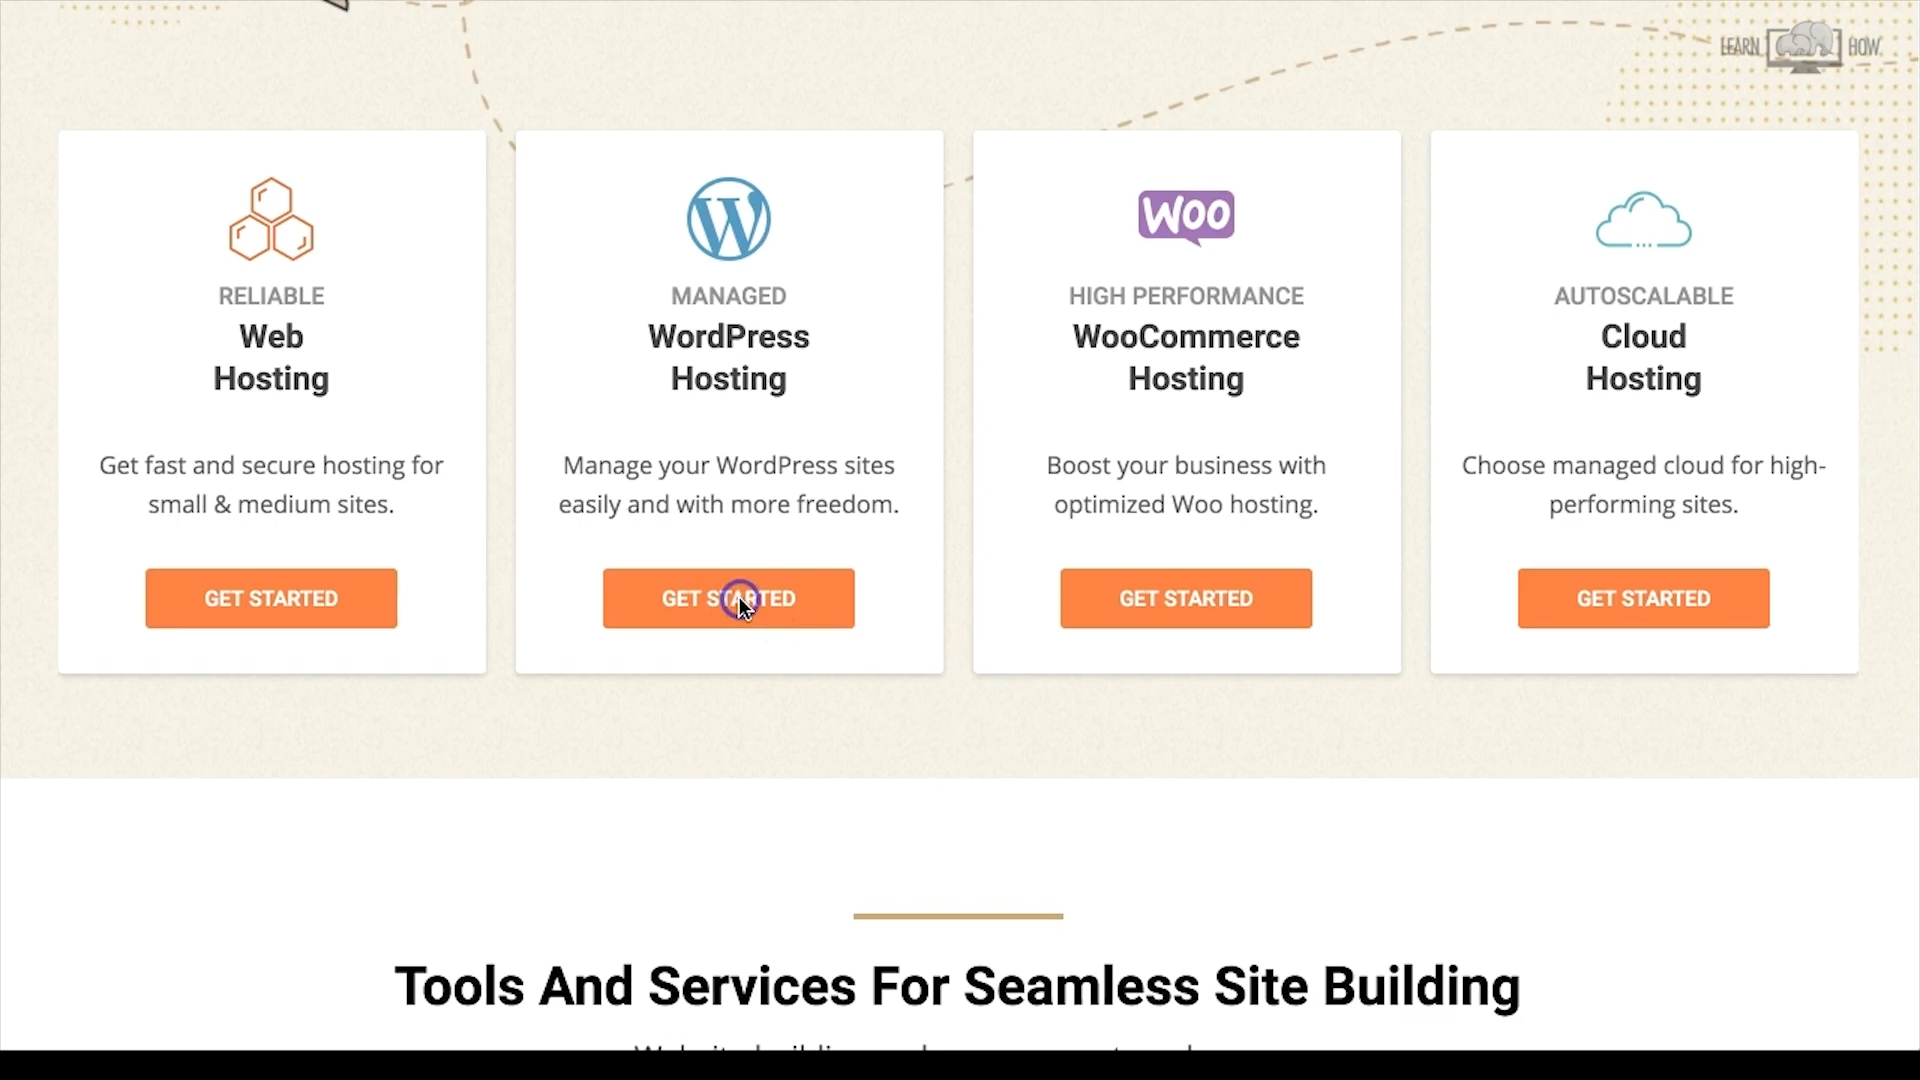 LEARN HOW
RELIABLE
Web
Hosting
Get fast and secure hosting for
small & medium sites.
GET STARTED
MANAGED
WordPress
Hosting
Manage your WordPress sites
easily and with more freedom.
GET STARTED
WOO
HIGH PERFORMANCE
WooCommerce
Hosting
Boost your business with
optimized Woo hosting.
GET STARTED
AUTOSCALABLE
Cloud
Hosting
Choose managed cloud for high-
performing sites.
GET STARTED
Tools And Services For Seamless Site Building